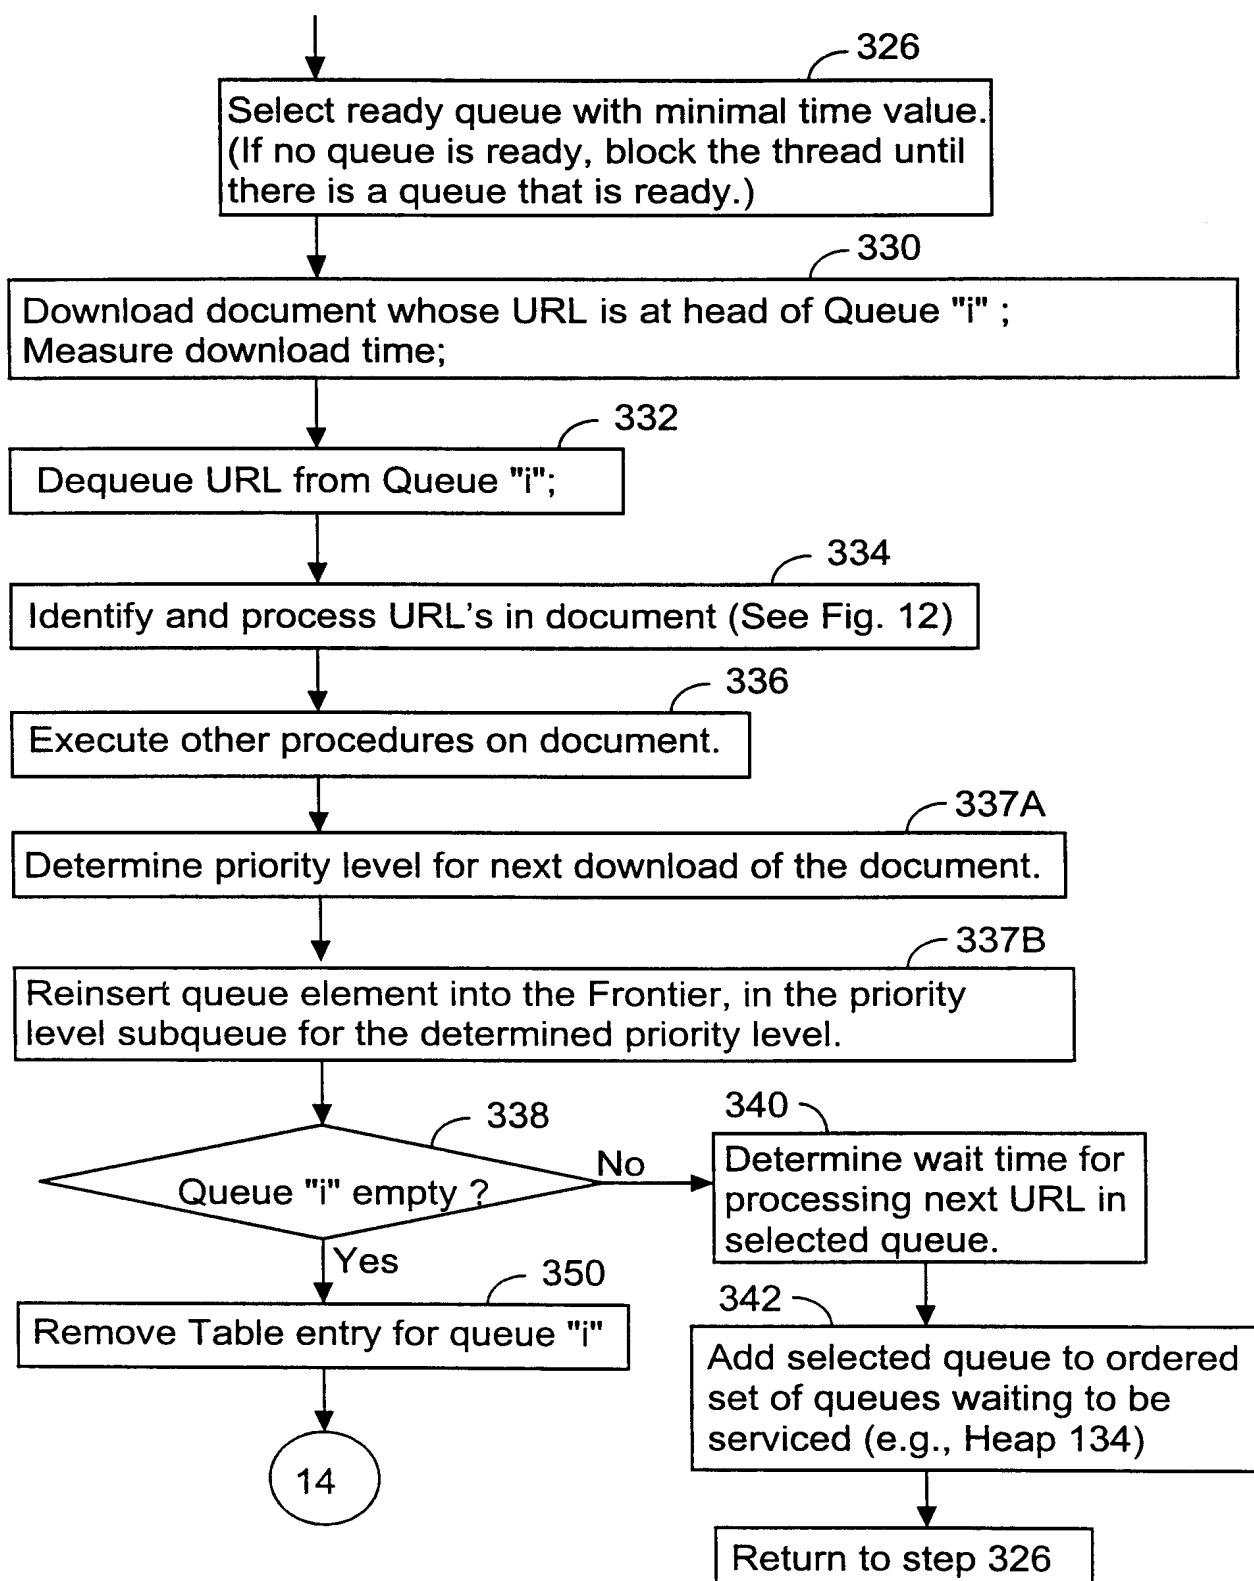 326
Select ready queue with minimal time value.
(If no queue is ready, block the thread until
there is a queue that is ready.)
330
Download document whose URL is at head of Queue "i" ;
Measure download time;
332
Dequeue URL from Queue "i";
334
Identify and process URL's in document (See Fig. 12)
336
Execute other procedures on document.
337A
Determine priority level for next download of the document.
337B
Reinsert queue element into the Frontier, in the priority
level subqueue for the determined priority level.
338
Queue "i" empty ?
No
Yes
340
Determine wait time for
processing next URL in
selected queue.
350
Remove Table entry for queue "i"
14
342
Add selected queue to ordered
set of queues waiting to be
serviced (e.g., Heap 134)
Return to step 326